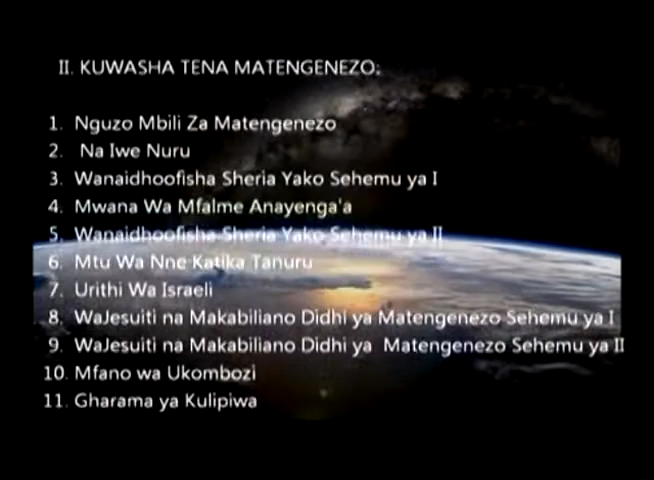 II. KUWASHA TENA MATENGENEZO:
1. Nguzo Mbili Za Matengenezo
2. Na Iwe Nuru
3. Wanaidhoofisha Sheria Yako Sehemu ya I
4. Mwana Wa Mfalme Anayenga'a
5. Wanaidhoofisha Sheria Yako Sehemu ya II
6. Mtu Wa Nne Katika Tanuru
7. Urithi Wa Israeli
8. WaJesuiti na Makabiliano Didhi ya Matengenezo Sehemu ya I
9. WaJesuiti na Makabiliano Didhi ya Matengenezo Sehemu ya II
10. Mfano wa Ukombozi
11. Gharama ya Kulipiwa